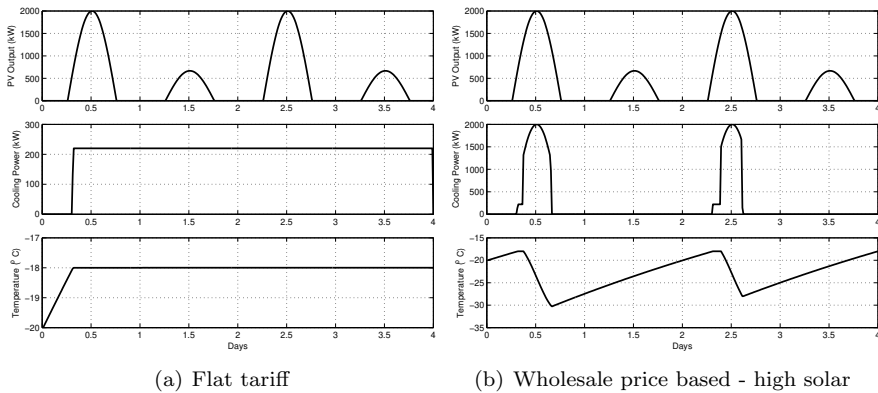 2000
1500
1000
500
0
PV Output (kW)
0 0.5 1 1.5 2 2.5 3 3.5 4
300
200
100
0
Cooling Power (kW)
0 0.5 1 1.5 2 2.5 3 3.5 4
−17
−18
−19
−20
Temperature (° C)
0 0.5 1 1.5 2 2.5 3 3.5 4
Days
(a) Flat tariff
2000
1500
1000
500
0
PV Output (kW)
0 0.5 1 1.5 2 2.5 3 3.5 4
2000
1500
1000
500
0
Cooling Power (kW)
0 0.5 1 1.5 2 2.5 3 3.5 4
−15
−20
−25
−30
−35
Temperature (° C)
0 0.5 1 1.5 2 2.5 3 3.5 4
Days
(b) Wholesale price based - high solar